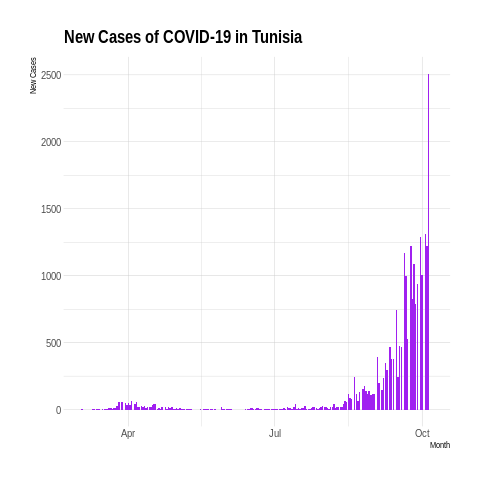 New Cases of COVID-19 in Tunisia
New Cases
2500
2000
1500
1000
500
0
Apr
Jul
Oct
Month